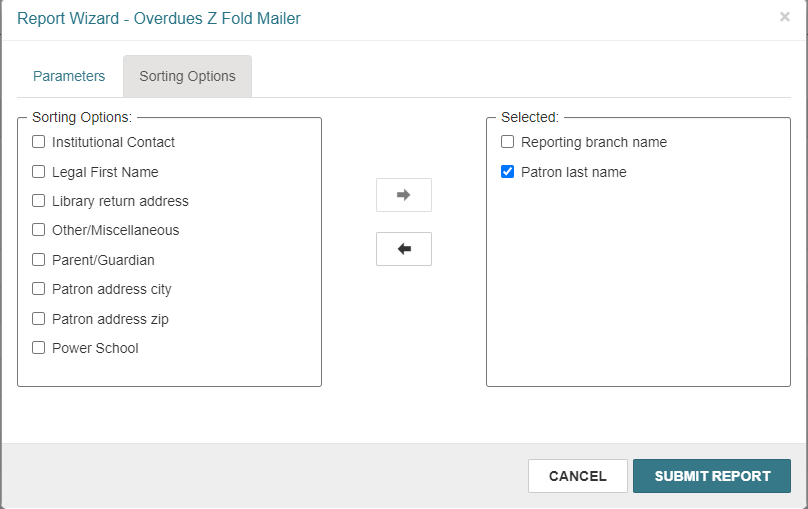 Report Wizard - Overdues Z Fold Mailer
×
Parameters
Sorting Options
Sorting Options:
Institutional Contact
Legal First Name
Library return address
Other/Miscellaneous
Parent/Guardian
Patron address city
Patron address zip
Power School
Selected:
Reporting branch name
Patron last name
CANCEL
SUBMIT REPORT